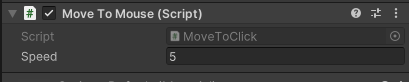 Move To Mouse (Script)
Script MoveToClick
Speed 5